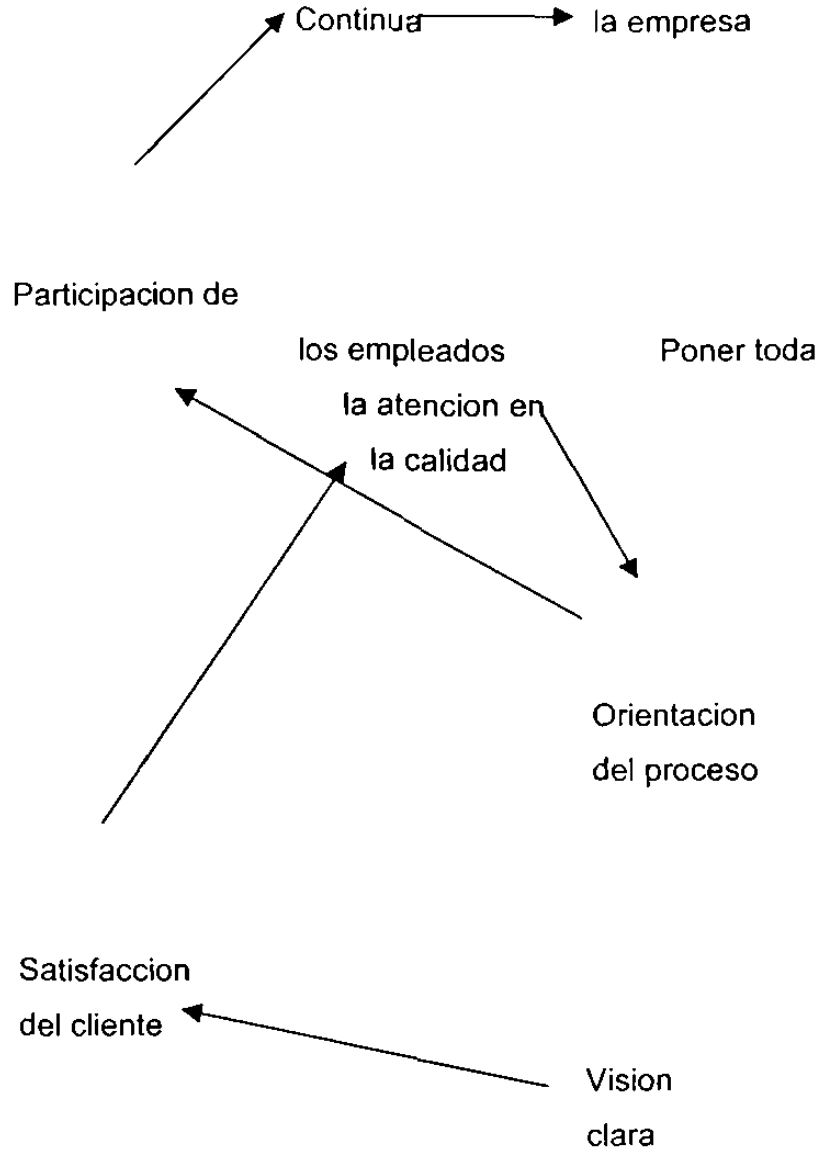 Continua la empresa
Participacion de
los empleados Poner toda
la atencion en
la calidad
Orientacion
del proceso
Satisfaccion
del cliente
Vision
clara